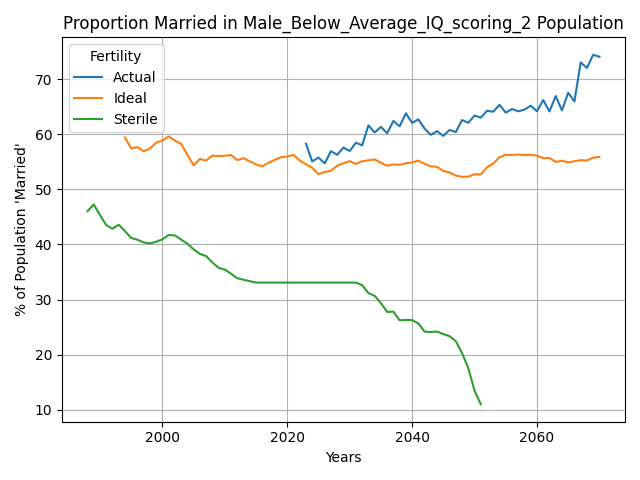 Proportion Married in Male_Below_Average_IQ_scoring_2 Population
% of Population 'Married'
70
60
50
40
30
20
10
Fertility
Actual
Ideal
Sterile
2000
2020
2040
2060
Years